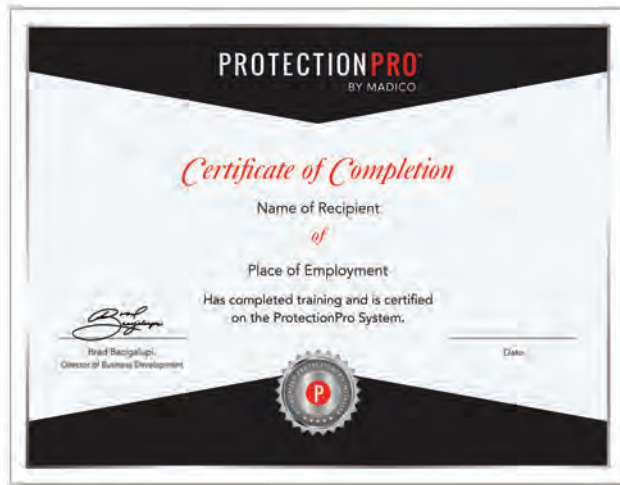 PROTECTIONPRO™
BY MADICO
Certificate of Completion
Name of Recipient
of
Place of Employment
Has completed training and is certified
on the ProtectionPro System.
Brad Bacigalupi,
Director of Business Development
Date
P